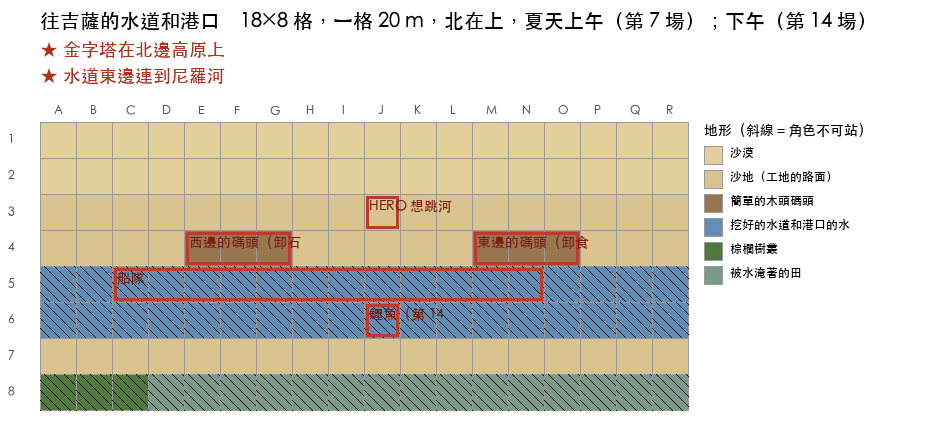 往吉薩的水道和港口　18×8 格，一格 20 m，北在上，夏天上午（第 7 場）；下午（第 14 場）
★ 金字塔在北邊高原上
★ 水道東邊連到尼羅河
A B C D E F G H I J K L M N O P Q R
地形（斜線＝角色不可站）
1
沙漠
2
沙地（工地的路面）
3
HERO 想跳河
簡單的木頭碼頭
4
西邊的碼頭（卸石
東邊的碼頭（卸食
挖好的水道和港口的水
棕櫚樹叢
5
船隊
被水淹著的田
6
鱷魚（第 14
7
8